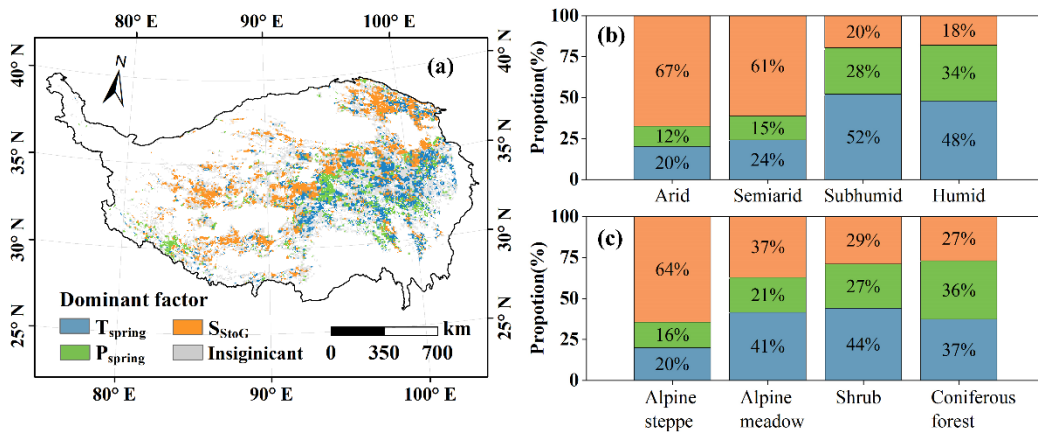 80° E 90° E 100° E
(a)
40° N 40° N
35° N 35° N
30° N 30° N
25° N 25° N
Dominant factor
Tspring SStoG
Pspring Insiginicant
km
0 350 700
80° E 90° E 100° E
(b)
Propotion(%)
100
75
50
25
0
67% 61% 20% 18%
12% 15% 28% 34%
20% 24% 52% 48%
Arid Semiarid Subhumid Humid
(c)
Propotion(%)
100
75
50
25
0
64% 37% 29% 27%
16% 21% 27% 36%
20% 41% 44% 37%
Alpine Alpine Shrub Coniferous
steppe meadow forest